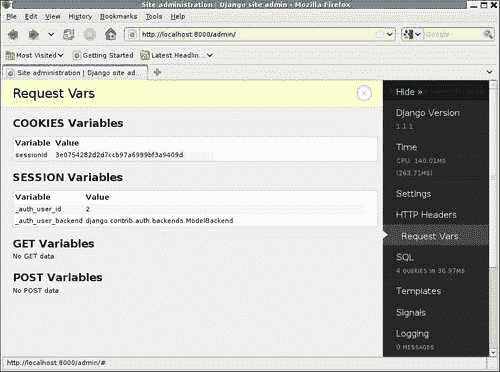 Site administration | Django site admin - Mozilla Firefox
File Edit View History Bookmarks Tools Help
http://localhost:8000/admin/
Google
Most Visited Getting Started Latest Headlin...
Site administration | Django site ad...
Request Vars
COOKIES Variables
Variable Value
sessionid
SESSION Variables
Variable Value
_auth_user_id 2
_auth_user_backend django.contrib.auth.backends.ModelBackend
GET Variables
No GET data
POST Variables
No POST data
Hide »
Django Version
1.1.1
Time
CPU: 140.01MS
(263.71MS)
Settings
HTTP Headers
Request Vars
SQL
4 QUERIES IN 36.97MS
Templates
Signals
Logging
0 MESSAGES
http://localhost:8000/admin/#